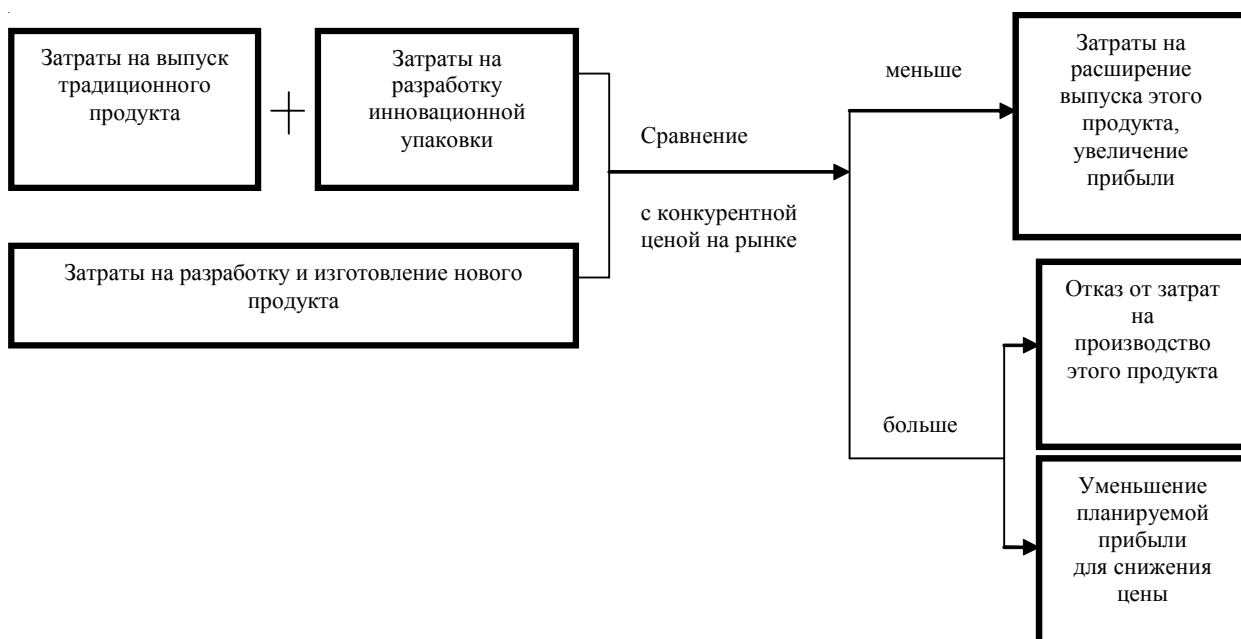 Затраты на выпуск
традиционного
продукта
Затраты на
разработку
инновационной
упаковки
Затраты на разработку и изготовление нового
продукта
Сравнение
с конкурентной
ценой на рынке
меньше
Затраты на
расширение
выпуска этого
продукта,
увеличение
прибыли
больше
Отказ от затрат
на
производство
этого продукта
Уменьшение
планируемой
прибыли
для снижения
цены